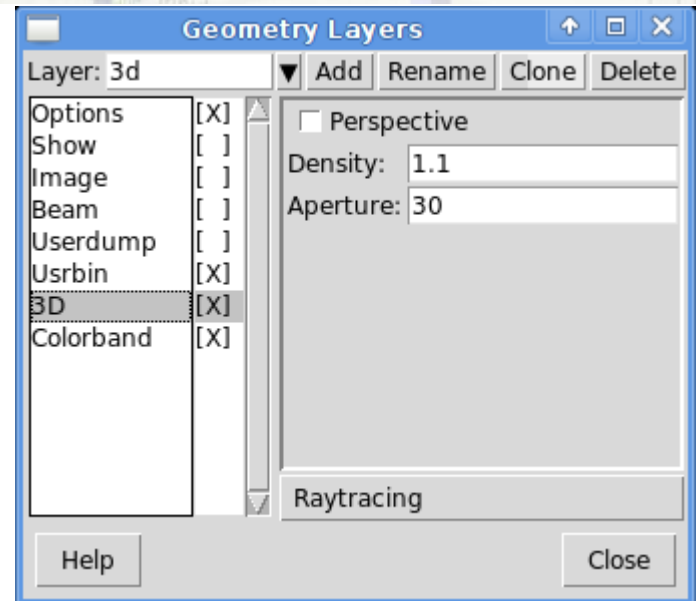 Geometry Layers
Layer: 3d ▼ Add Rename Clone Delete
Options [X]
Show [ ]
Image [ ]
Beam [ ]
Userdump [ ]
Usrbin [X]
3D [X]
Colorband [X]
Perspective
Density: 1.1
Aperture: 30
Raytracing
Help
Close